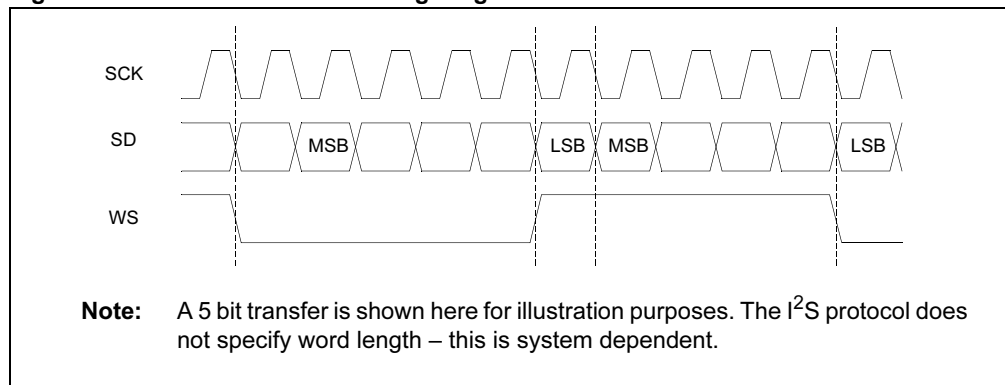 SCK
SD
MSB
LSB
MSB
LSB
WS
Note: A 5 bit transfer is shown here for illustration purposes. The I²S protocol does
not specify word length – this is system dependent.